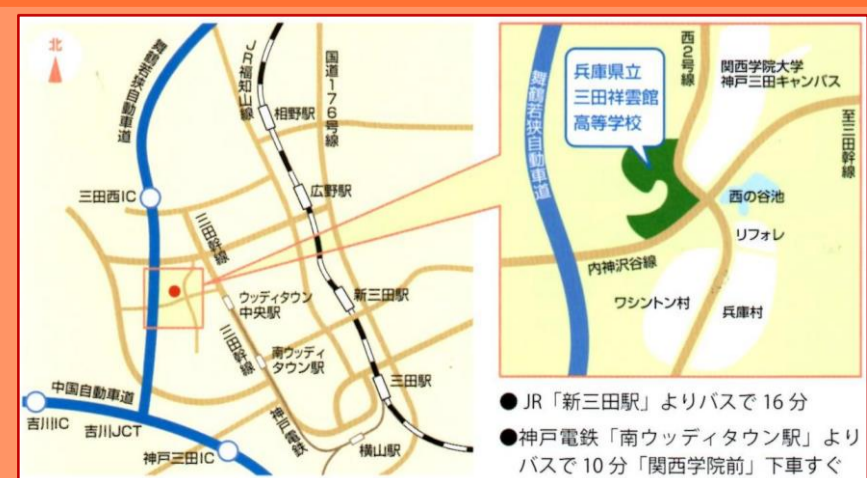 北
舞鶴若狭自動車道
JR福知山線
国道176号線
相野駅
広野駅
三田西IC
三田幹線
新三田駅
ウッディタウン
中央駅
三田幹線
南ウッディ
タウン駅
三田駅
中国自動車道
吉川IC
吉川JCT
神戸三田IC
神戸電鉄
横山駅
舞鶴若狭自動車道
兵庫県立
三田祥雲館
高等学校
西2号線
関西学院大学
神戸三田キャンパス
至三田幹線
西の谷池
リフォレ
内神沢谷線
ワシントン村
兵庫村
● JR「新三田駅」よりバスで 16 分
●神戸電鉄「南ウッディタウン駅」より
バスで 10 分「関西学院前」下車すぐ